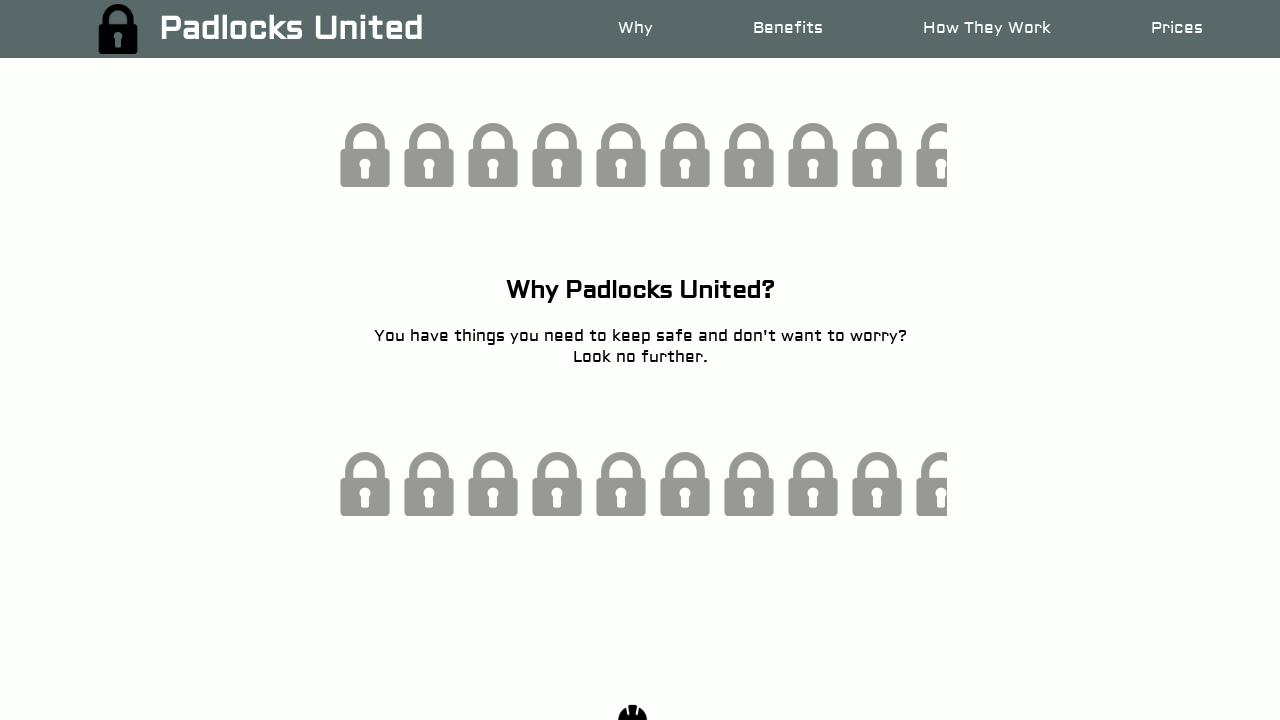 Padlocks United
Why
Benefits
How They Work
Prices
Why Padlocks United?
You have things you need to keep safe and don't want to worry?
Look no further.